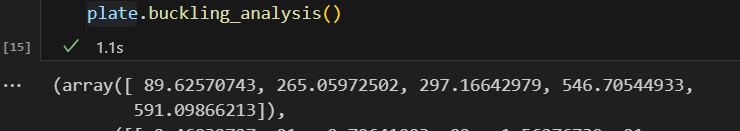 plate.buckling_analysis()
[15] ✓ 1.1s
... (array([ 89.62570743, 265.05972502, 297.16642979, 546.70544933,
591.09866213]),